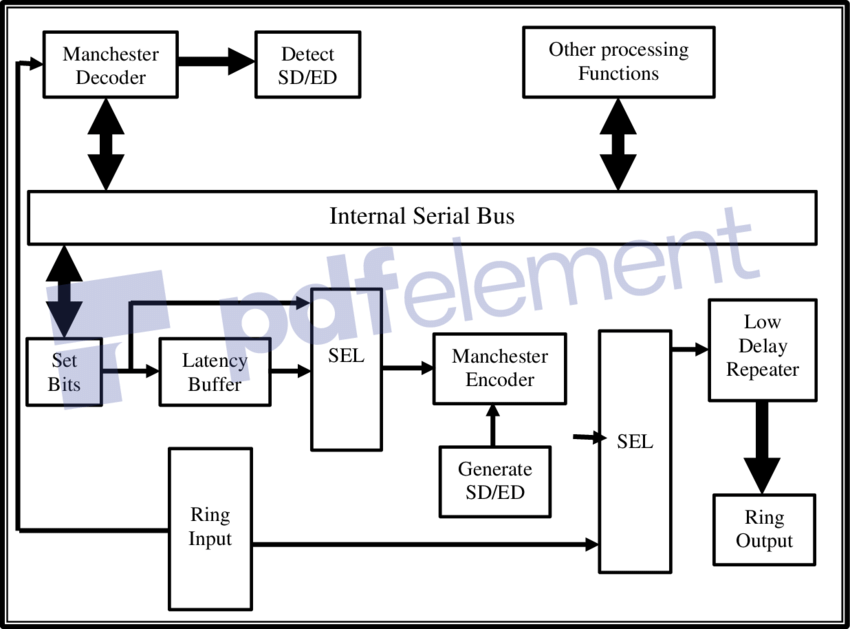 Manchester
Decoder
Detect
SD/ED
Other processing
Functions
Internal Serial Bus
pdfelement
Set
Bits
Latency
Buffer
SEL
Manchester
Encoder
Generate
SD/ED
SEL
Low
Delay
Repeater
Ring
Input
Ring
Output